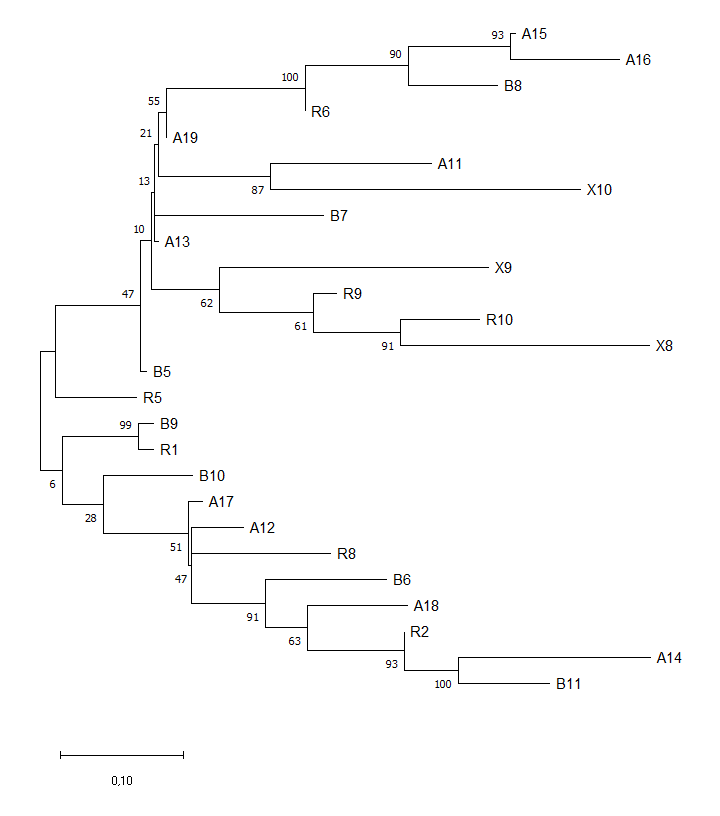 93 A15
90 A16
B8
100
R6
55
21 A19
A11
13 87 X10
B7
10 A13
X9
47 62 R9
61 R10
91 X8
B5
R5
99 B9
R1
6 B10
28 A17
A12
51 R8
47 B6
91 A18
63 R2
93 A14
100 B11
0,10